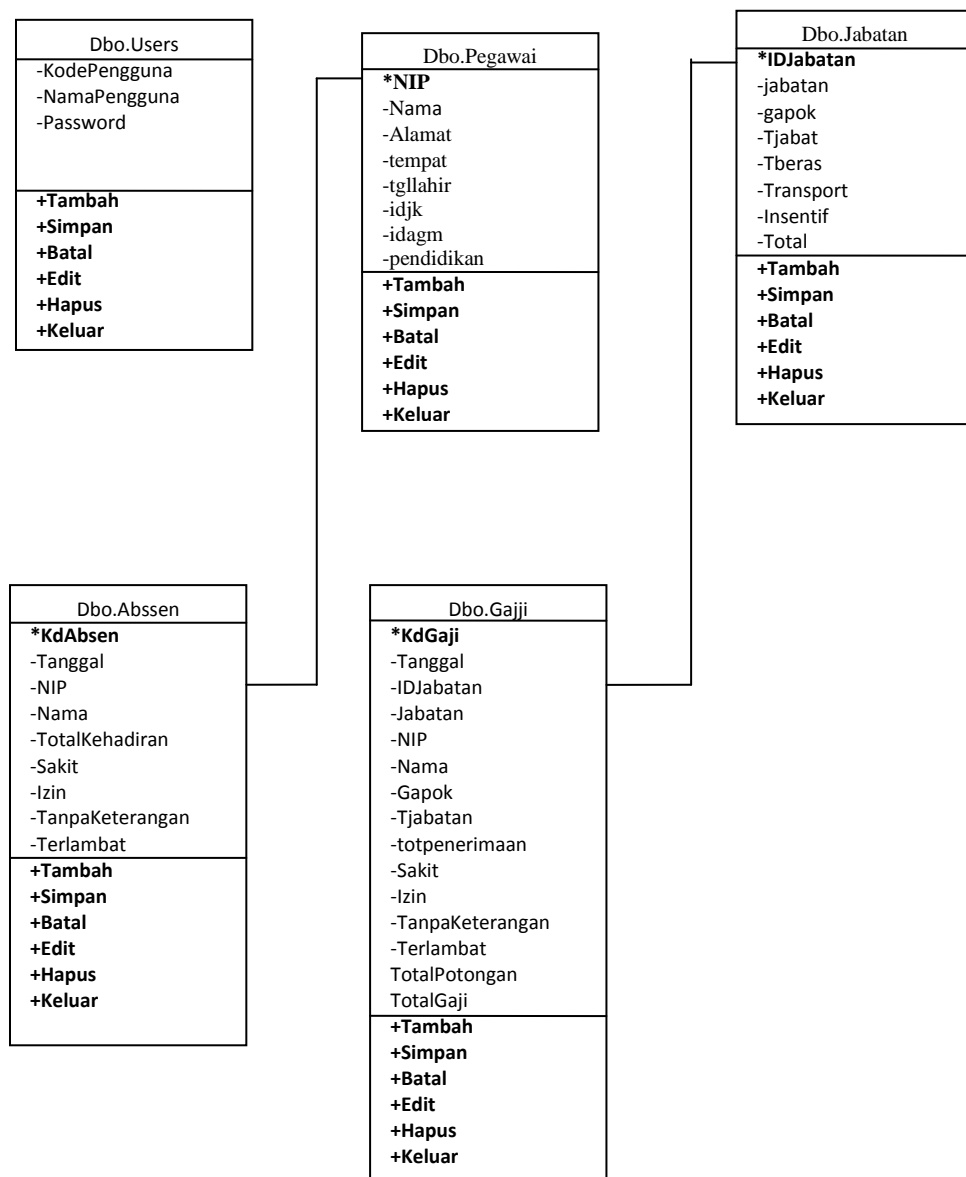 Dbo.Users
-KodePengguna
-NamaPengguna
-Password
+Tambah
+Simpan
+Batal
+Edit
+Hapus
+Keluar
Dbo.Pegawai
*NIP
-Nama
-Alamat
-tempat
-tgllahir
-idjk
-idagm
-pendidikan
+Tambah
+Simpan
+Batal
+Edit
+Hapus
+Keluar
Dbo.Jabatan
*IDJabatan
-jabatan
-gapok
-Tjabat
-Tberas
-Transport
-Insentif
-Total
+Tambah
+Simpan
+Batal
+Edit
+Hapus
+Keluar
Dbo.Abssen
*KdAbsen
-Tanggal
-NIP
-Nama
-TotalKehadiran
-Sakit
-Izin
-TanpaKeterangan
-Terlambat
+Tambah
+Simpan
+Batal
+Edit
+Hapus
+Keluar
Dbo.Gajji
*KdGaji
-Tanggal
-IDJabatan
-Jabatan
-NIP
-Nama
-Gapok
-Tjabatan
-totpenerimaan
-Sakit
-Izin
-TanpaKeterangan
-Terlambat
TotalPotongan
TotalGaji
+Tambah
+Simpan
+Batal
+Edit
+Hapus
+Keluar